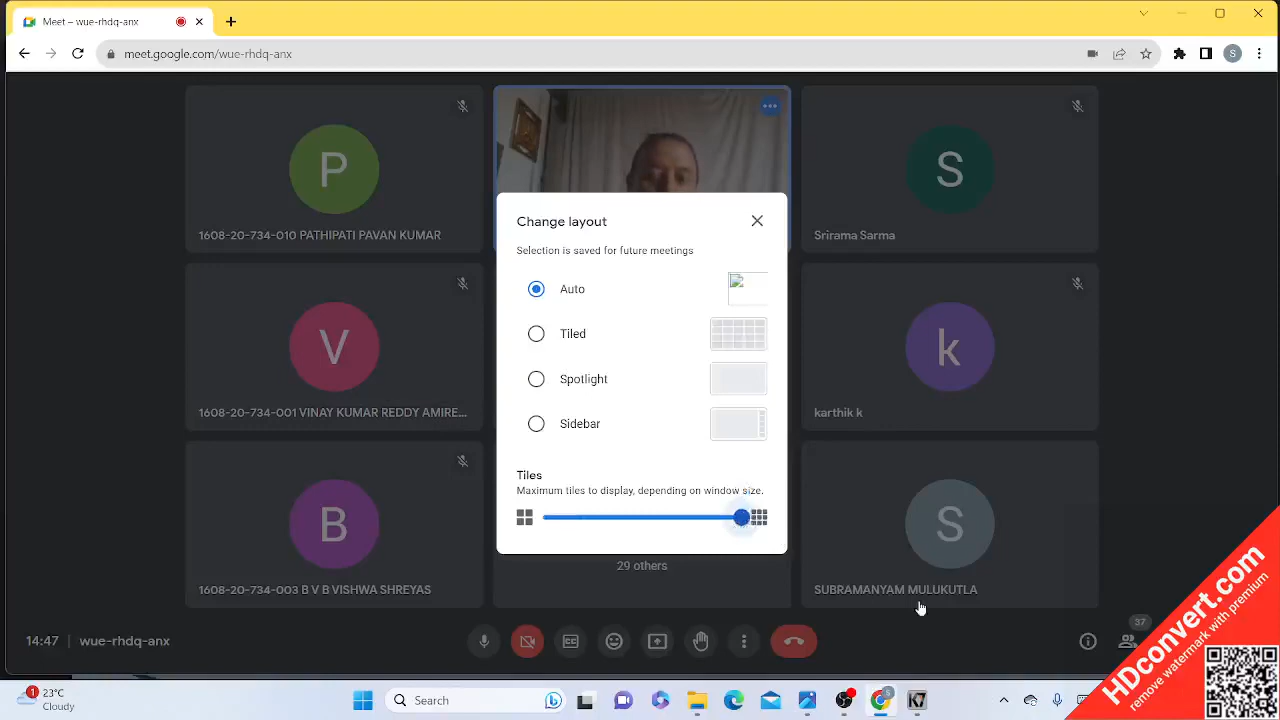 Meet – wue-rhdq-anx
meet.google.com/wue-rhdq-anx
S
P
1608-20-734-010 PATHIPATI PAVAN KUMAR
S
Srirama Sarma
V
1608-20-734-001 VINAY KUMAR REDDY AMIRE...
k
karthik k
B
1608-20-734-003 B V B VISHWA SHREYAS
29 others
S
SUBRAMANYAM MULUKUTLA
Change layout
Selection is saved for future meetings
Auto
Tiled
Spotlight
Sidebar
Tiles
Maximum tiles to display, depending on window size.
14:47 | wue-rhdq-anx
CC
37
1
23°C
Cloudy
Search
S
HDconvert.com
remove watermark with premium